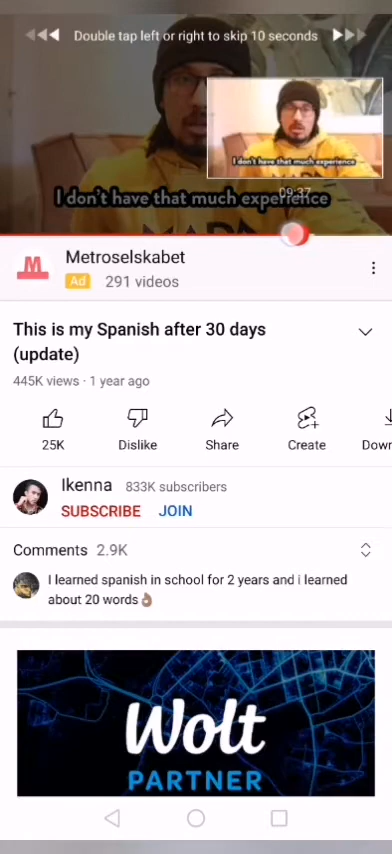 Double tap left or right to skip 10 seconds
I don't have that much experience
09:37
I don't have that much experience
M
Metroselskabet
Ad 291 videos
This is my Spanish after 30 days
(update)
445K views · 1 year ago
25K Dislike Share Create Down
Ikenna 833K subscribers
SUBSCRIBE JOIN
Comments 2.9K
I learned spanish in school for 2 years and i learned
about 20 words👌🏽
Wolt
PARTNER